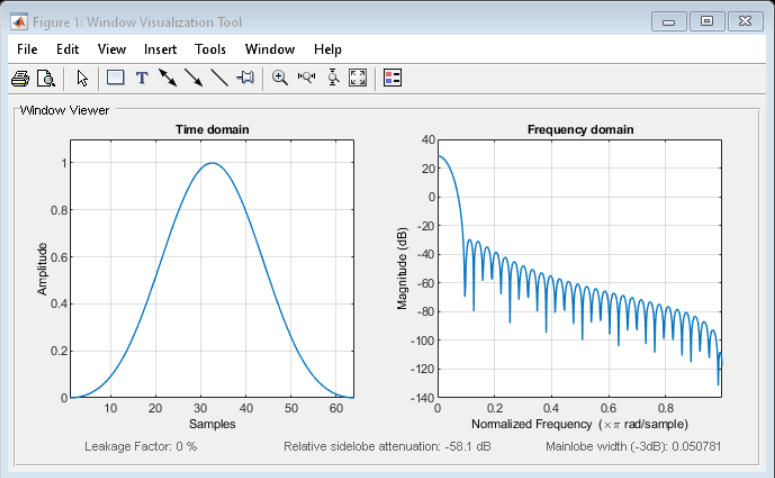 Figure 1: Window Visualization Tool
File Edit View Insert Tools Window Help
T
Window Viewer
Time domain
1
0.8
0.6
0.4
0.2
0
10 20 30 40 50 60
Amplitude
Samples
Frequency domain
40
20
0
-20
-40
-60
-80
-100
-120
-140
0 0.2 0.4 0.6 0.8
Magnitude (dB)
Normalized Frequency (×π rad/sample)
Leakage Factor: 0 % Relative sidelobe attenuation: -58.1 dB Mainlobe width (-3dB): 0.050781